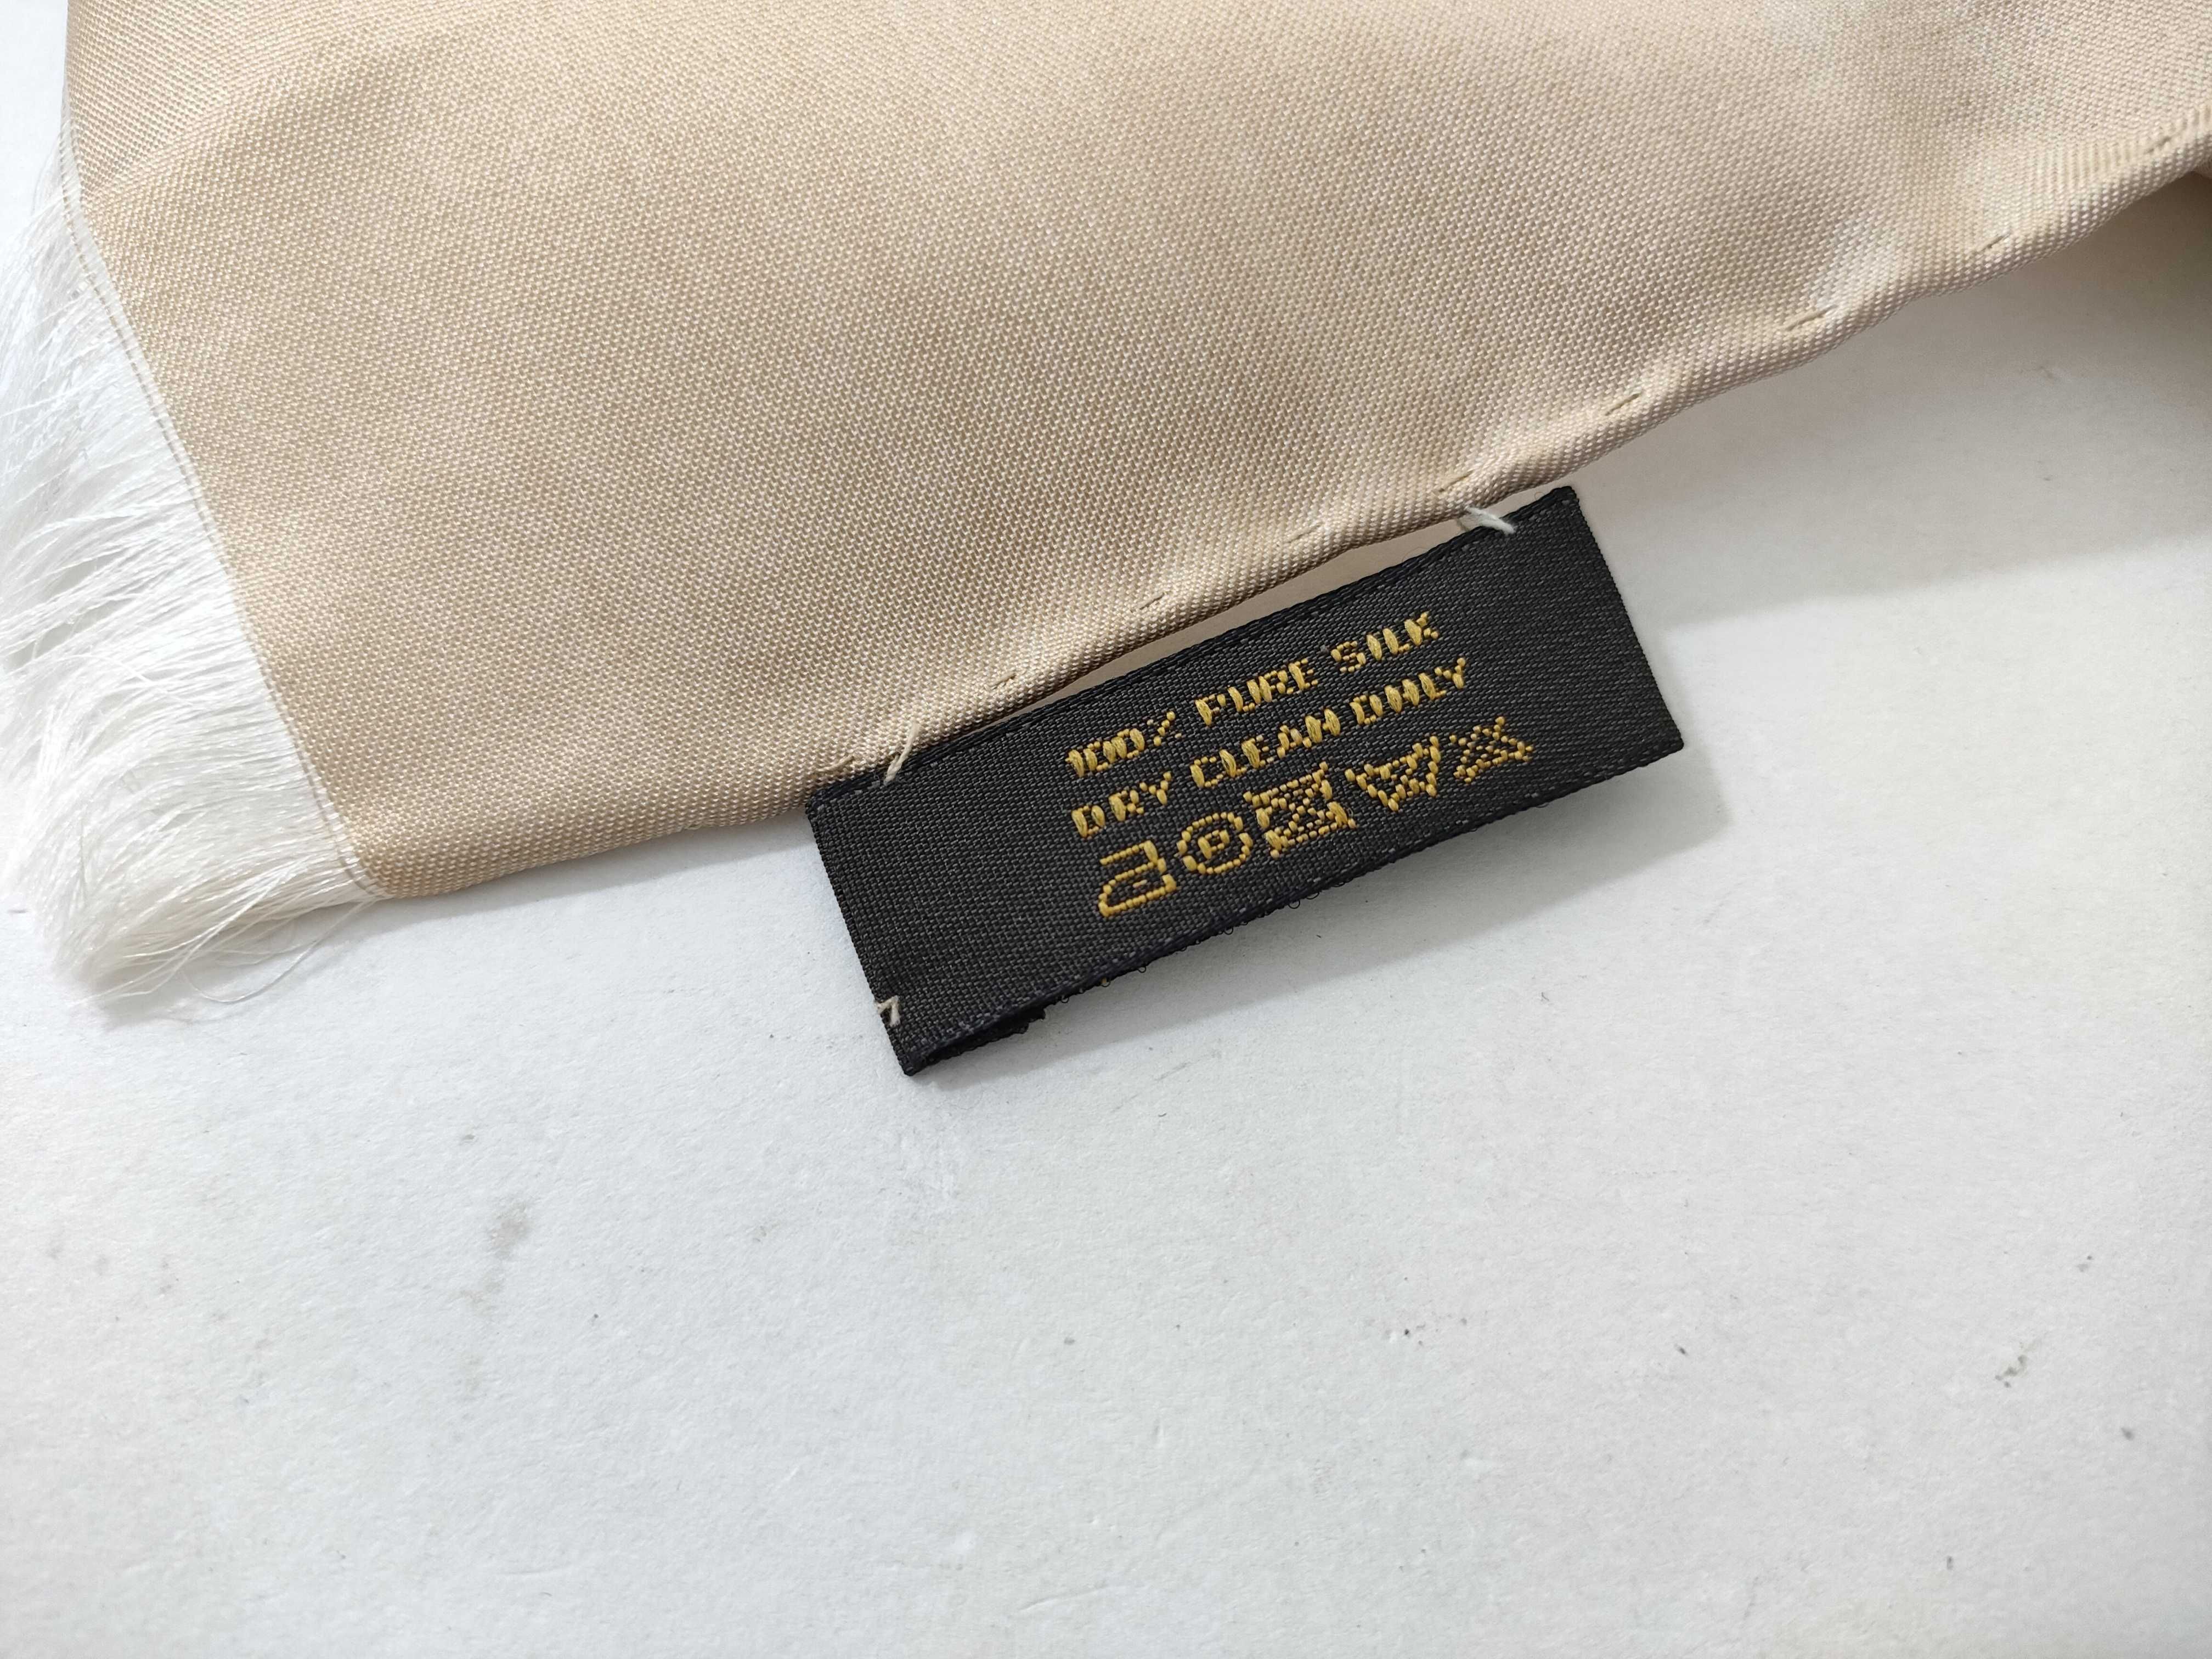 100% PURE SILK
DRY CLEAN ONLY
P